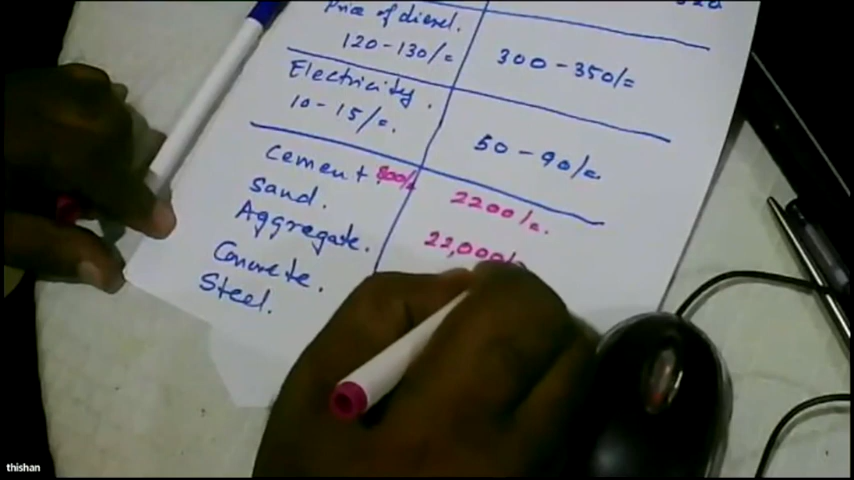 Price of diesel.
120-130/=
300-350/=
Electricity.
10-15/=.
50-90/=.
Cement 800/=
2200/=.
Sand.
22,000/=
Aggregate.
Concrete.
Steel.
thishan